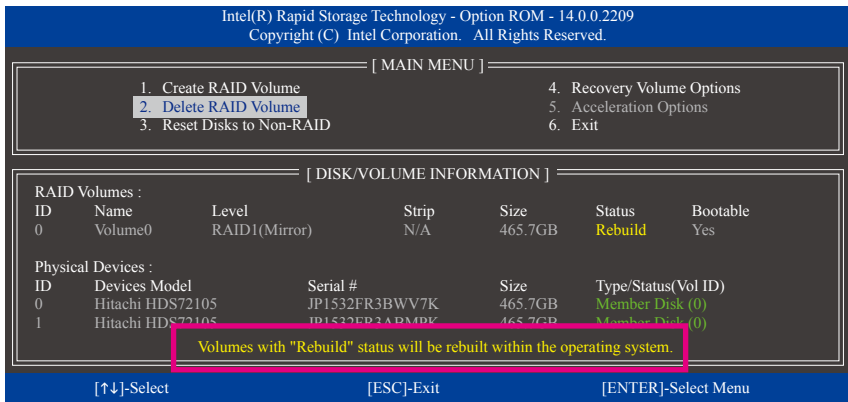 Intel(R) Rapid Storage Technology - Option ROM - 14.0.0.2209
Copyright (C) Intel Corporation. All Rights Reserved.
[ MAIN MENU ]
1. Create RAID Volume
2. Delete RAID Volume
3. Reset Disks to Non-RAID
4. Recovery Volume Options
5. Acceleration Options
6. Exit
[ DISK/VOLUME INFORMATION ]
RAID Volumes :
ID Name Level Strip Size Status Bootable
0 Volume0 RAID1(Mirror) N/A 465.7GB Rebuild Yes
Physical Devices :
ID Devices Model Serial # Size Type/Status(Vol ID)
0 Hitachi HDS72105 JP1532FR3BWV7K 465.7GB Member Disk (0)
1 Hitachi HDS72105 JP1532FR3ABMPK 465.7GB Member Disk (0)
Volumes with "Rebuild" status will be rebuilt within the operating system.
[↑↓]-Select [ESC]-Exit [ENTER]-Select Menu